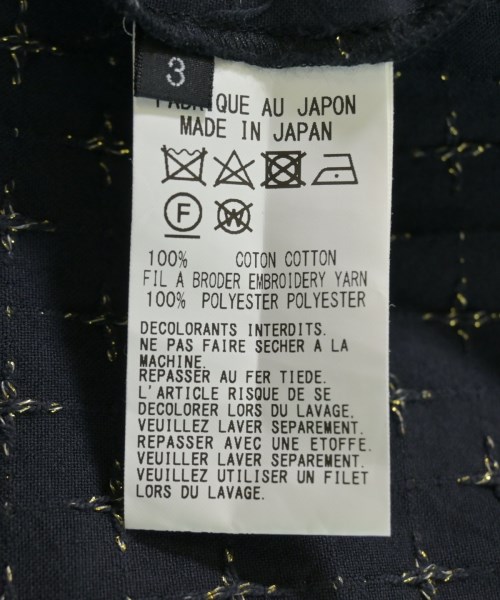 3
FABRIQUE AU JAPON
MADE IN JAPAN
F W
100% COTON COTTON
FIL A BRODER EMBROIDERY YARN
100% POLYESTER POLYESTER
DECOLORANTS INTERDITS.
NE PAS FAIRE SECHER A LA
MACHINE.
REPASSER AU FER TIEDE.
L'ARTICLE RISQUE DE SE
DECOLORER LORS DU LAVAGE.
VEUILLEZ LAVER SEPAREMENT.
REPASSER AVEC UNE ETOFFE.
VEUILLER LAVER SEPAREMENT.
VEUILLEZ UTILISER UN FILET
LORS DU LAVAGE.